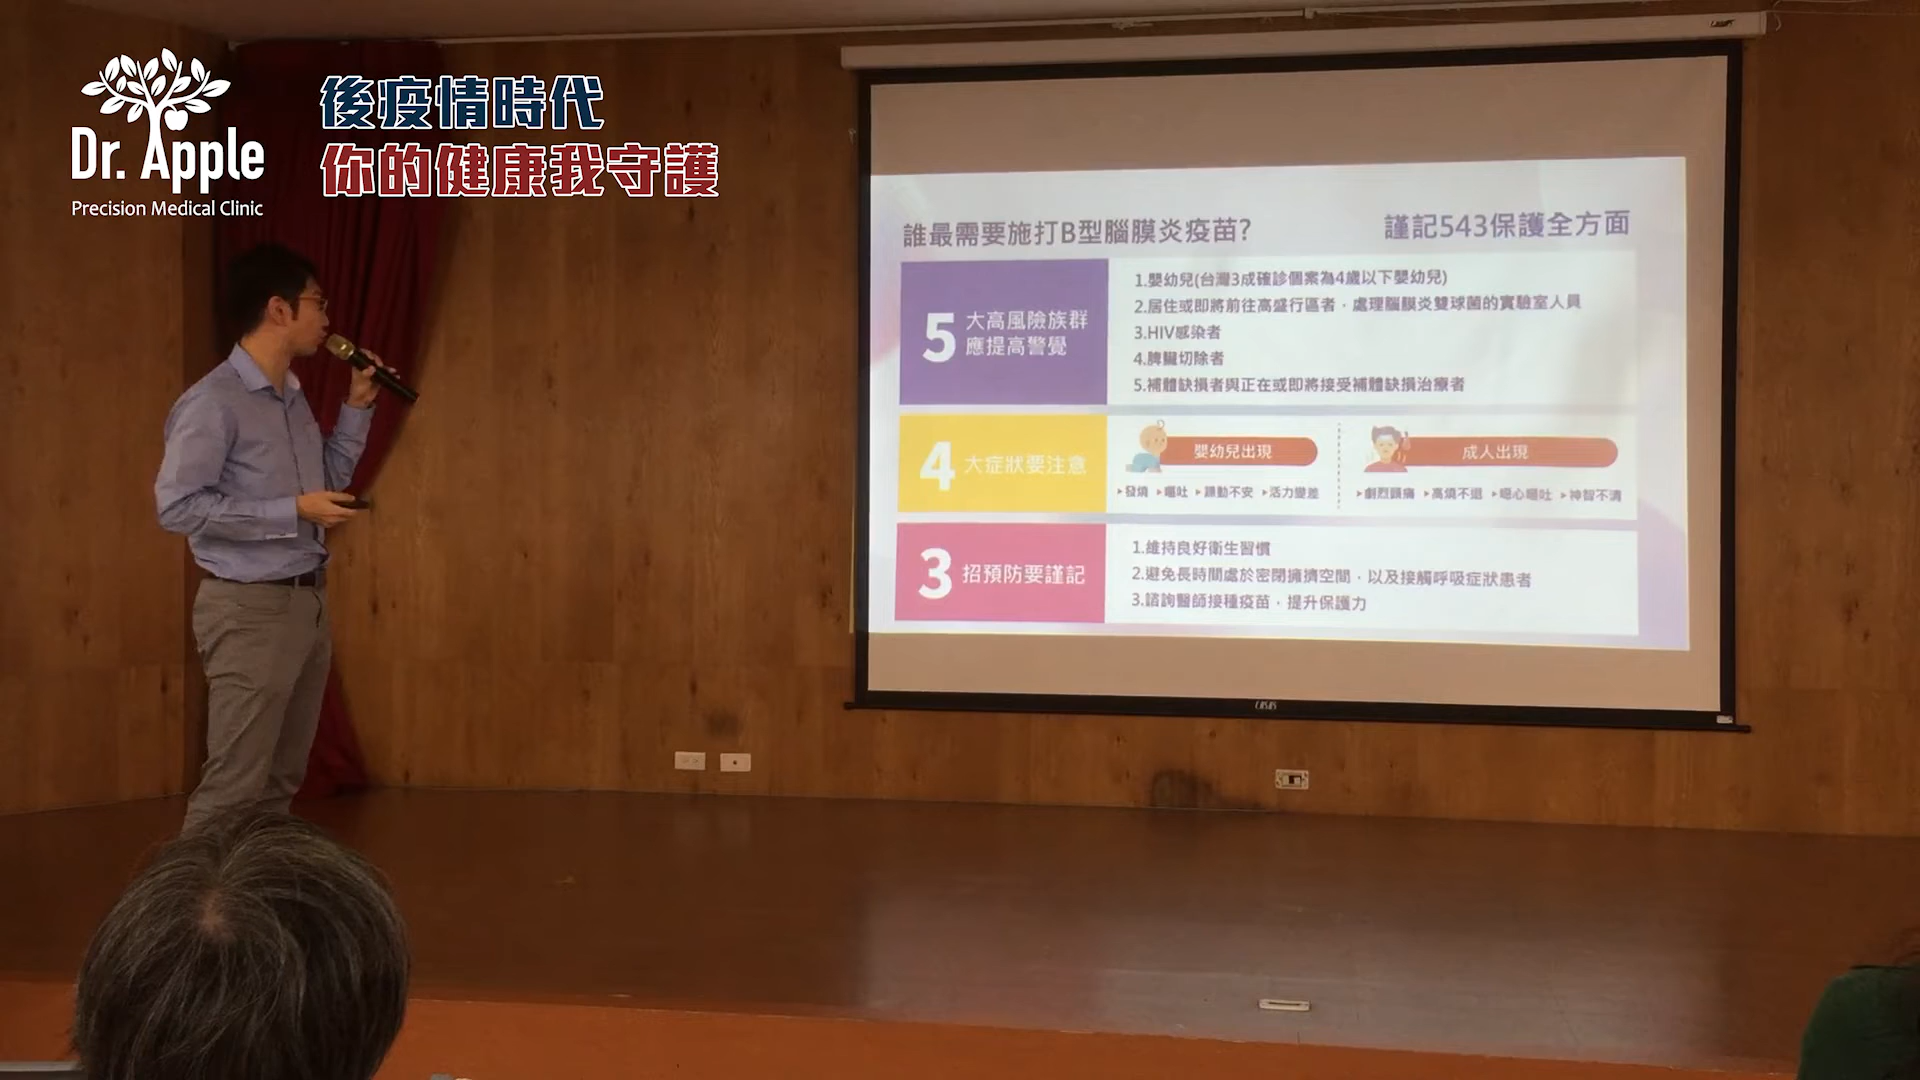 Dr. Apple
Precision Medical Clinic
後疫情時代
你的健康我守護
誰最需要施打B型腦膜炎疫苗?
謹記543保護全方面
5 大高風險族群
應提高警覺
1.嬰幼兒(台灣3成確診個案為4歲以下嬰幼兒)
2.居住或即將前往高盛行區者，處理腦膜炎雙球菌的實驗室人員
3.HIV感染者
4.脾臟切除者
5.補體缺損者與正在或即將接受補體缺損治療者
4 大症狀要注意
嬰幼兒出現
▸發燒 ▸嘔吐 ▸躁動不安 ▸活力變差
成人出現
▸劇烈頭痛 ▸高燒不退 ▸噁心嘔吐 ▸神智不清
3 招預防要謹記
1.維持良好衛生習慣
2.避免長時間處於密閉擁擠空間，以及接觸呼吸症狀患者
3.諮詢醫師接種疫苗，提升保護力